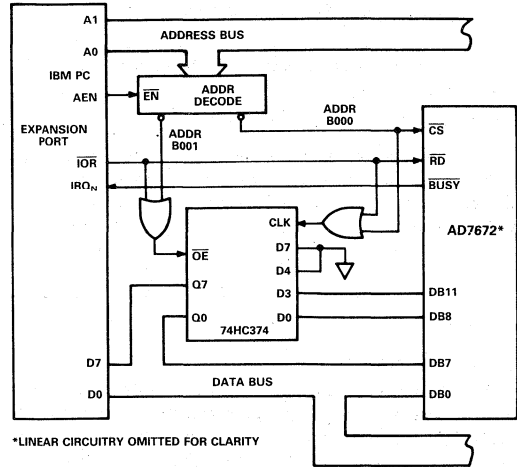 A1
ADDRESS BUS
A0
IBM PC
ADDR
DECODE
EN
AEN
ADDR
B000
ADDR
B001
EXPANSION
PORT
CS
IOR
RD
IRQN
BUSY
AD7672*
CLK
OE
D7
D4
Q7
D3
DB11
Q0
D0
DB8
74HC374
D7
DB7
DATA BUS
D0
DB0
*LINEAR CIRCUITRY OMITTED FOR CLARITY